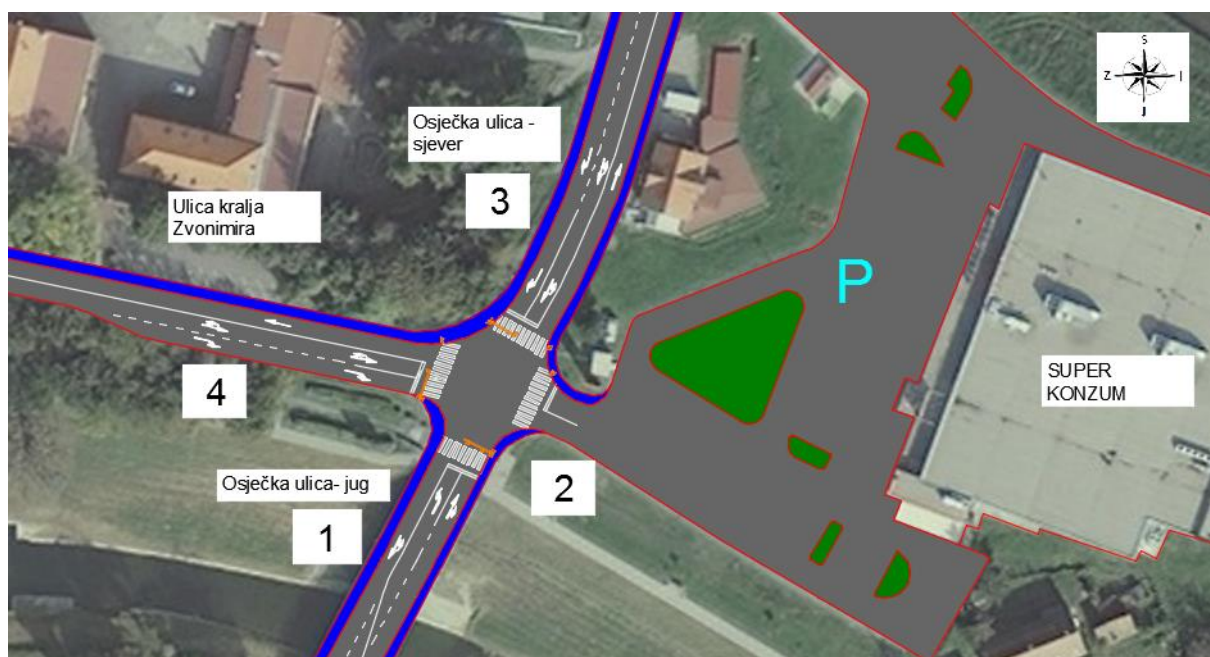 S
Z
I
J
Osječka ulica -
sjever
3
Ulica kralja
Zvonimira
P
SUPER
KONZUM
4
Osječka ulica- jug
1
2